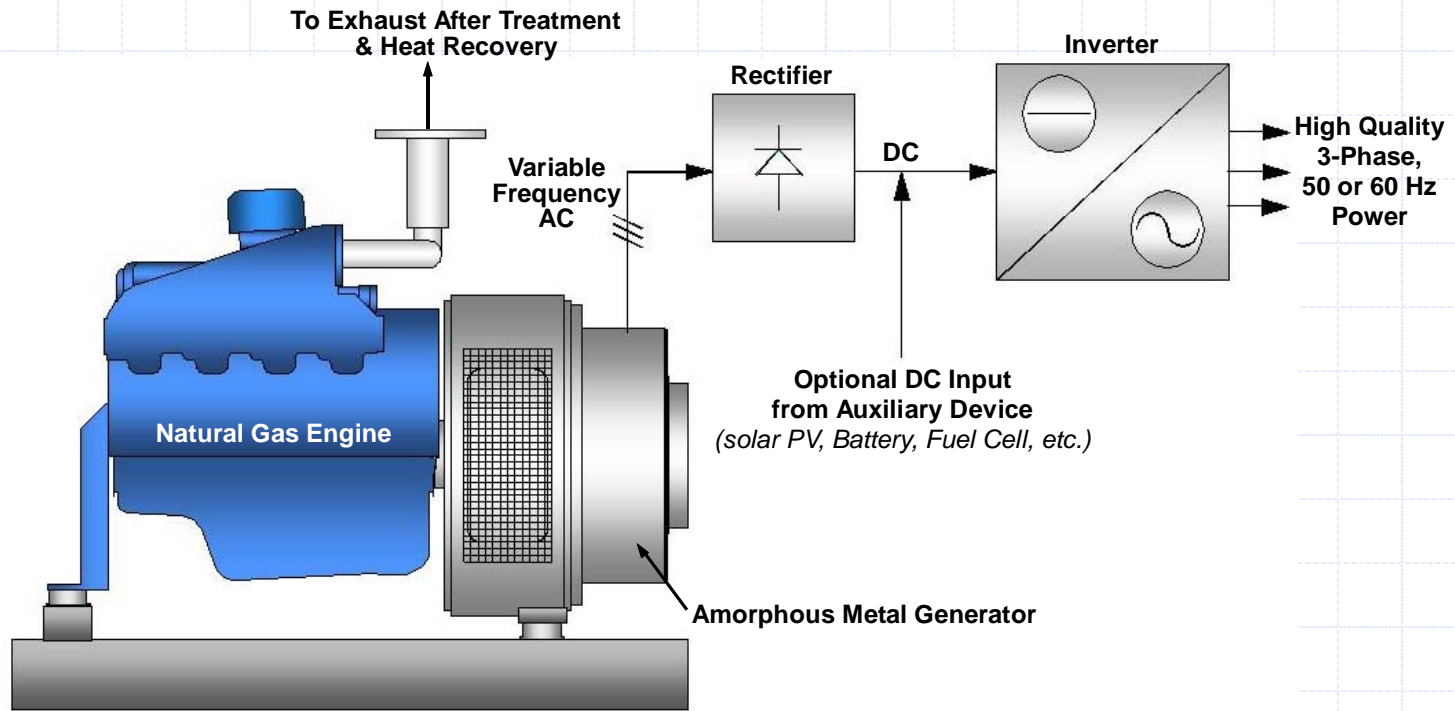 To Exhaust After Treatment
& Heat Recovery
Inverter
Rectifier
Variable
Frequency
AC
DC
High Quality
3-Phase,
50 or 60 Hz
Power
Optional DC Input
from Auxiliary Device
(solar PV, Battery, Fuel Cell, etc.)
Natural Gas Engine
Amorphous Metal Generator